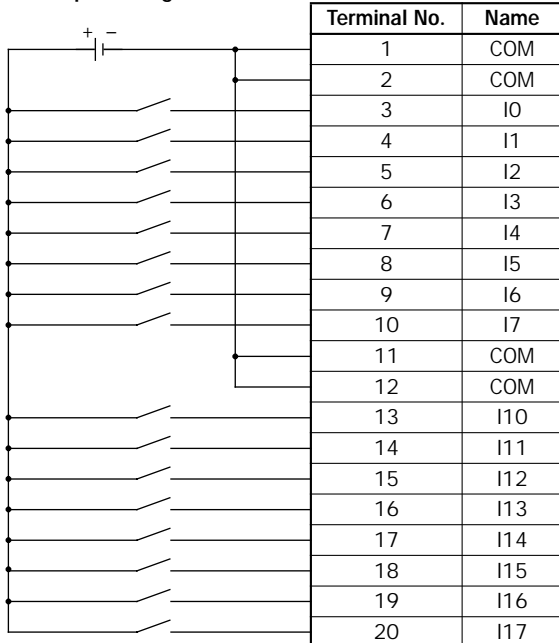 Terminal No. Name
+ −
1 COM
2 COM
3 I0
4 I1
5 I2
6 I3
7 I4
8 I5
9 I6
10 I7
11 COM
12 COM
13 I10
14 I11
15 I12
16 I13
17 I14
18 I15
19 I16
20 I17